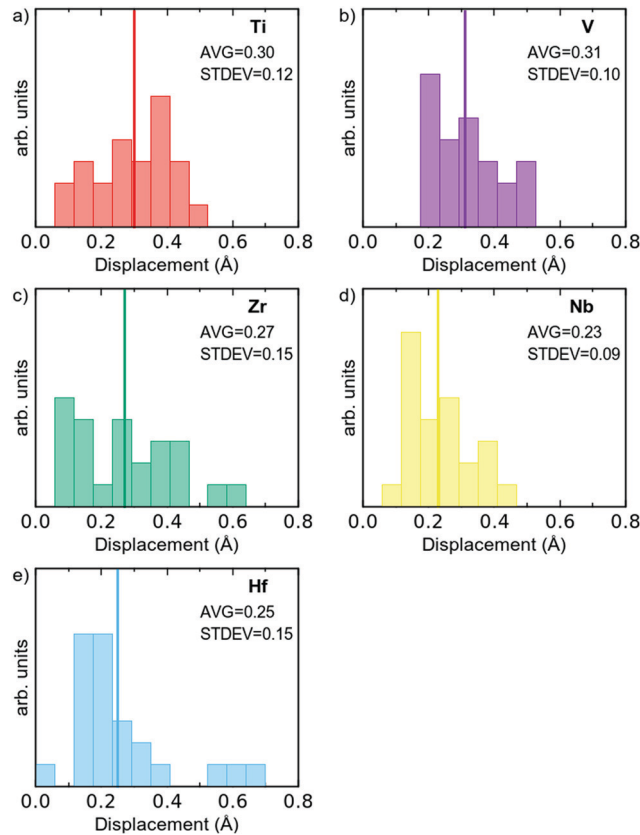 a)
Ti
AVG=0.30
STDEV=0.12
arb. units
0.0 0.2 0.4 0.6 0.8
Displacement (Å)
b)
V
AVG=0.31
STDEV=0.10
arb. units
0.0 0.2 0.4 0.6 0.8
Displacement (Å)
c)
Zr
AVG=0.27
STDEV=0.15
arb. units
0.0 0.2 0.4 0.6 0.8
Displacement (Å)
d)
Nb
AVG=0.23
STDEV=0.09
arb. units
0.0 0.2 0.4 0.6 0.8
Displacement (Å)
e)
Hf
AVG=0.25
STDEV=0.15
arb. units
0.0 0.2 0.4 0.6 0.8
Displacement (Å)